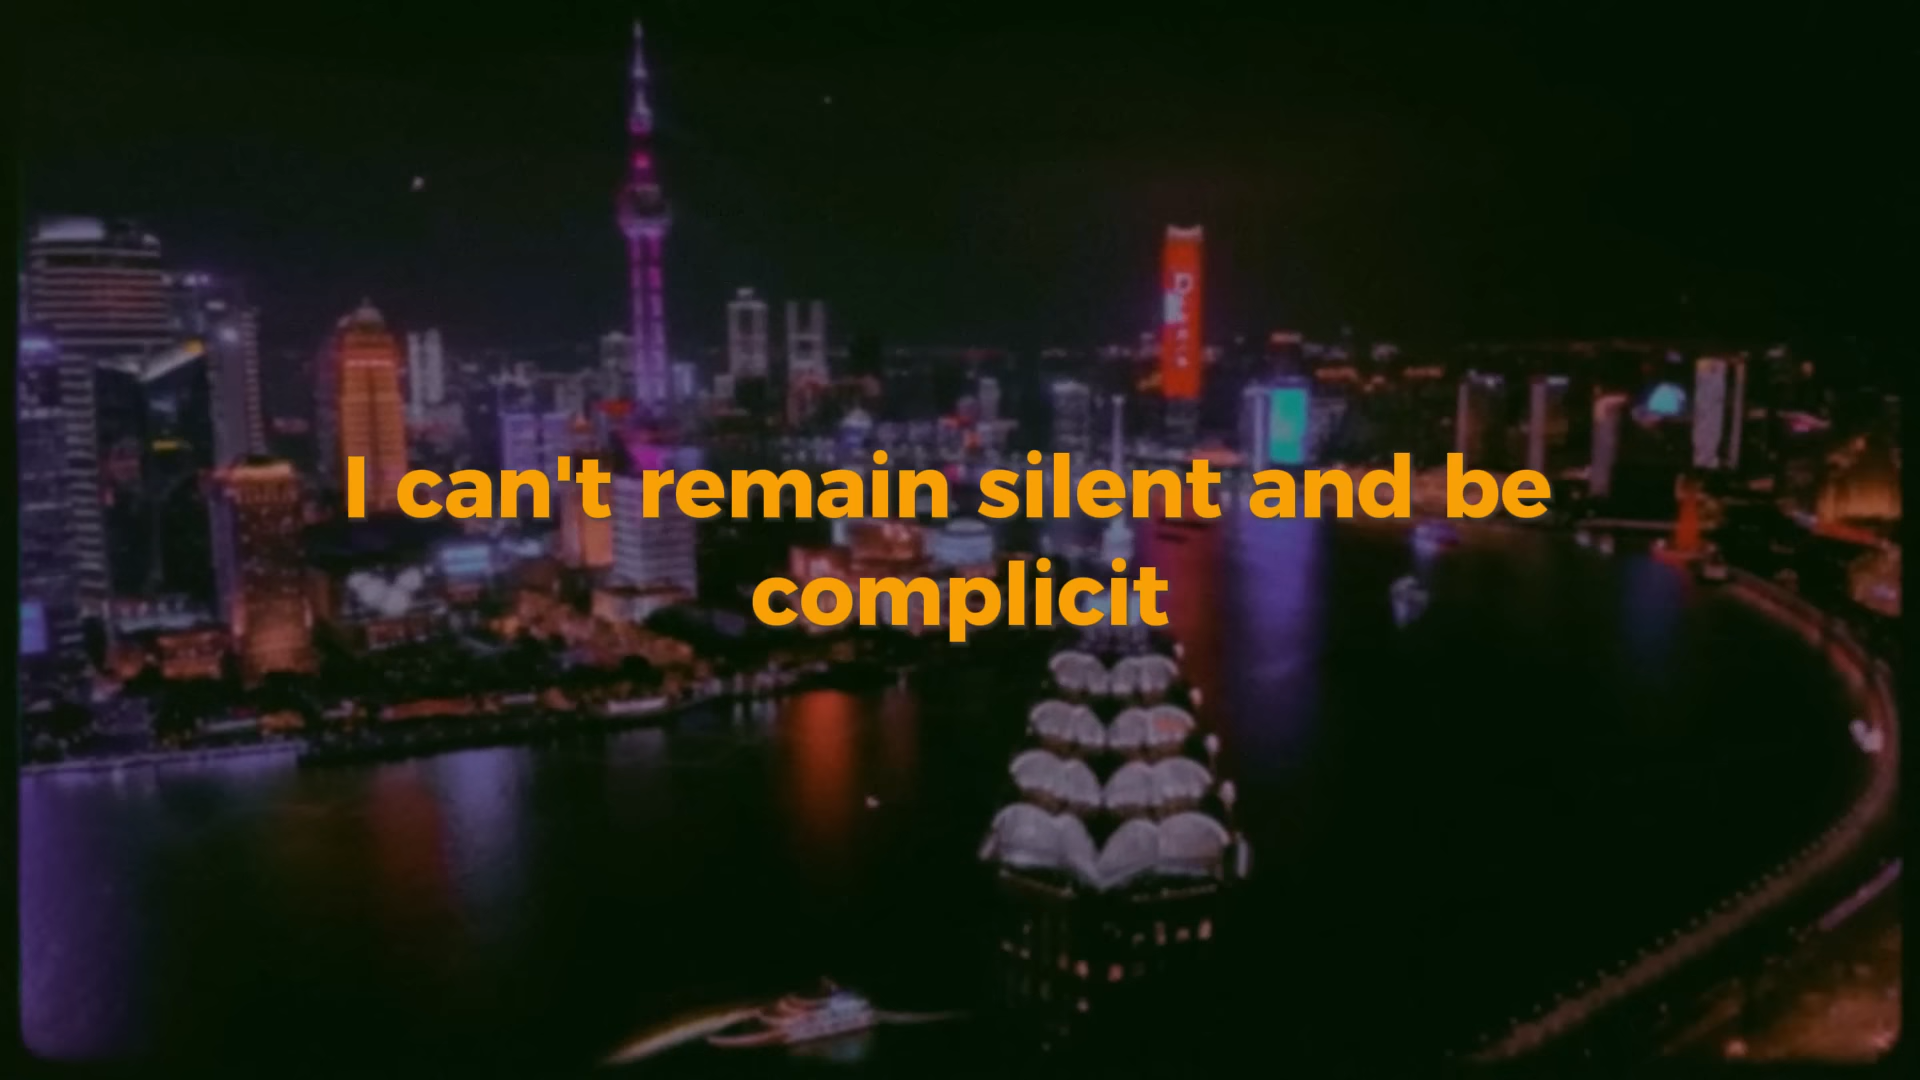 I can't remain silent and be
complicit